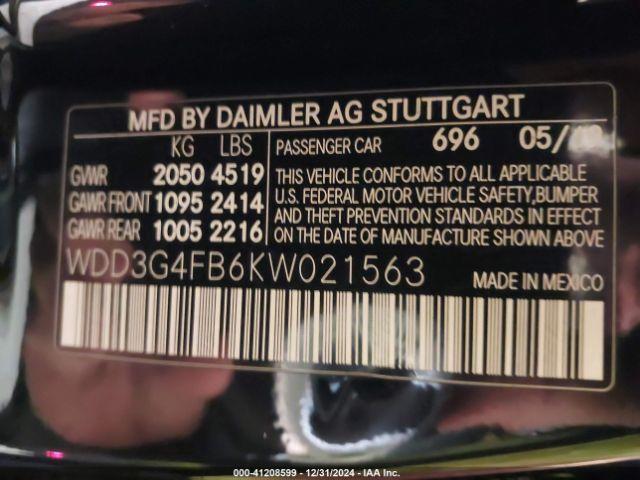 MFD BY DAIMLER AG STUTTGART
KG LBS PASSENGER CAR 696 05/
GVWR 2050 4519
GAWR FRONT 1095 2414
GAWR REAR 1005 2216
THIS VEHICLE CONFORMS TO ALL APPLICABLE
U.S. FEDERAL MOTOR VEHICLE SAFETY,BUMPER
AND THEFT PREVENTION STANDARDS IN EFFECT
ON THE DATE OF MANUFACTURE SHOWN ABOVE
WDD3G4FB6KW021563 MADE IN MEXICO
000-41208599 - 12/31/2024 - IAA Inc.